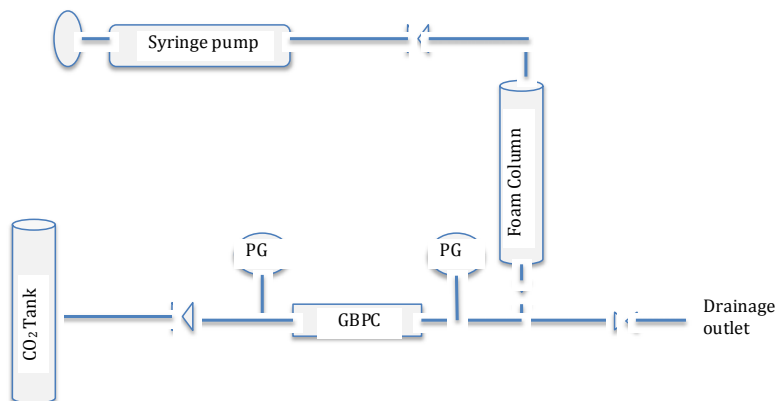 Syringe pump
Foam Column
PG
PG
CO₂ Tank
GBPC
Drainage
outlet